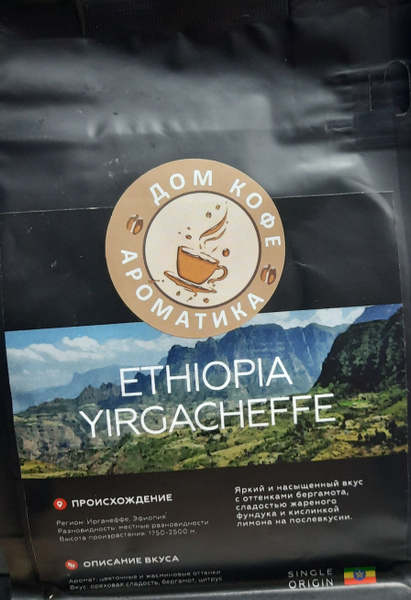 ДОМ КОФЕ
АРОМАТИКА
ETHIOPIA
YIRGACHEFFE
ПРОИСХОЖДЕНИЕ
Регион: Иргачеффе, Эфиопия
Разновидность: местные разновидности
Высота произрастания: 1750-2500 м.
Яркий и насыщенный вкус
с оттенками бергамота,
сладостью жареного
фундука и кислинкой
лимона на послевкусии.
ОПИСАНИЕ ВКУСА
Аромат: цветочные и жасминовые оттенки
Вкус: ореховая сладость, бергамот, цитрус
SINGLE
ORIGIN